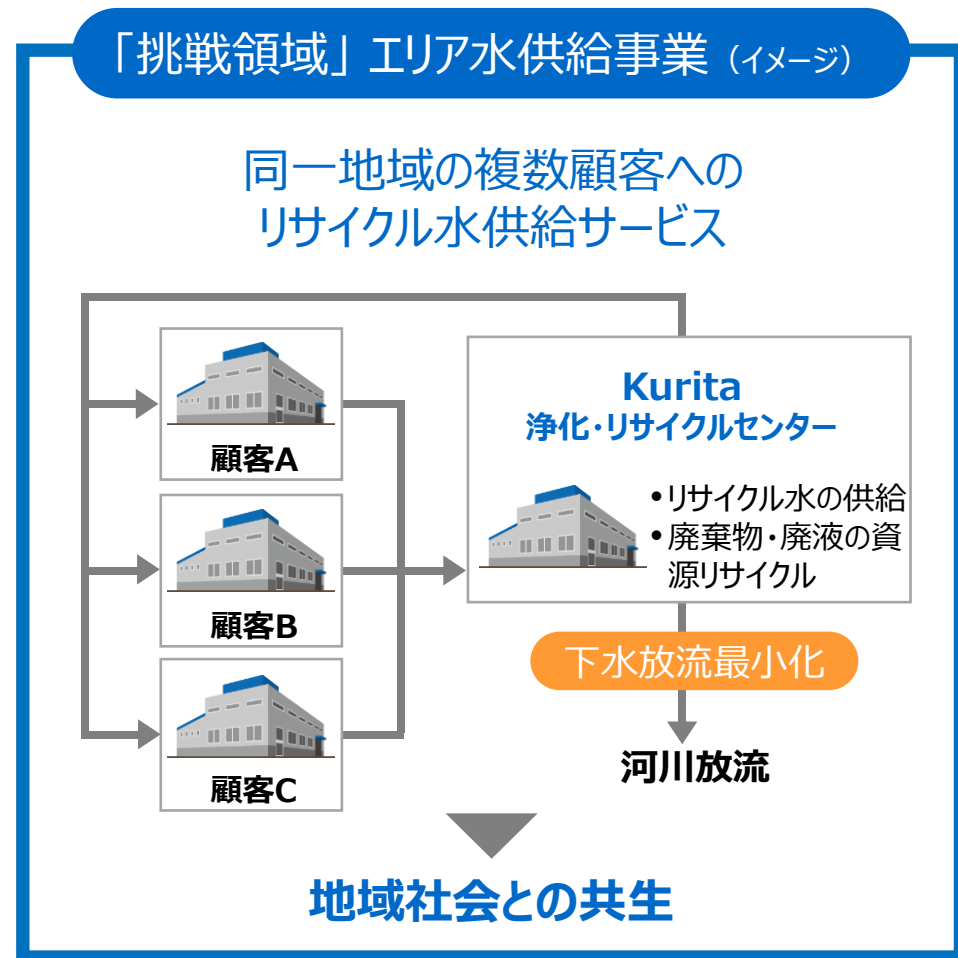 「挑戦領域」エリア水供給事業（イメージ）
同一地域の複数顧客への
リサイクル水供給サービス
顧客A
顧客B
顧客C
Kurita
浄化・リサイクルセンター
•リサイクル水の供給
•廃棄物・廃液の資
源リサイクル
下水放流最小化
河川放流
地域社会との共生